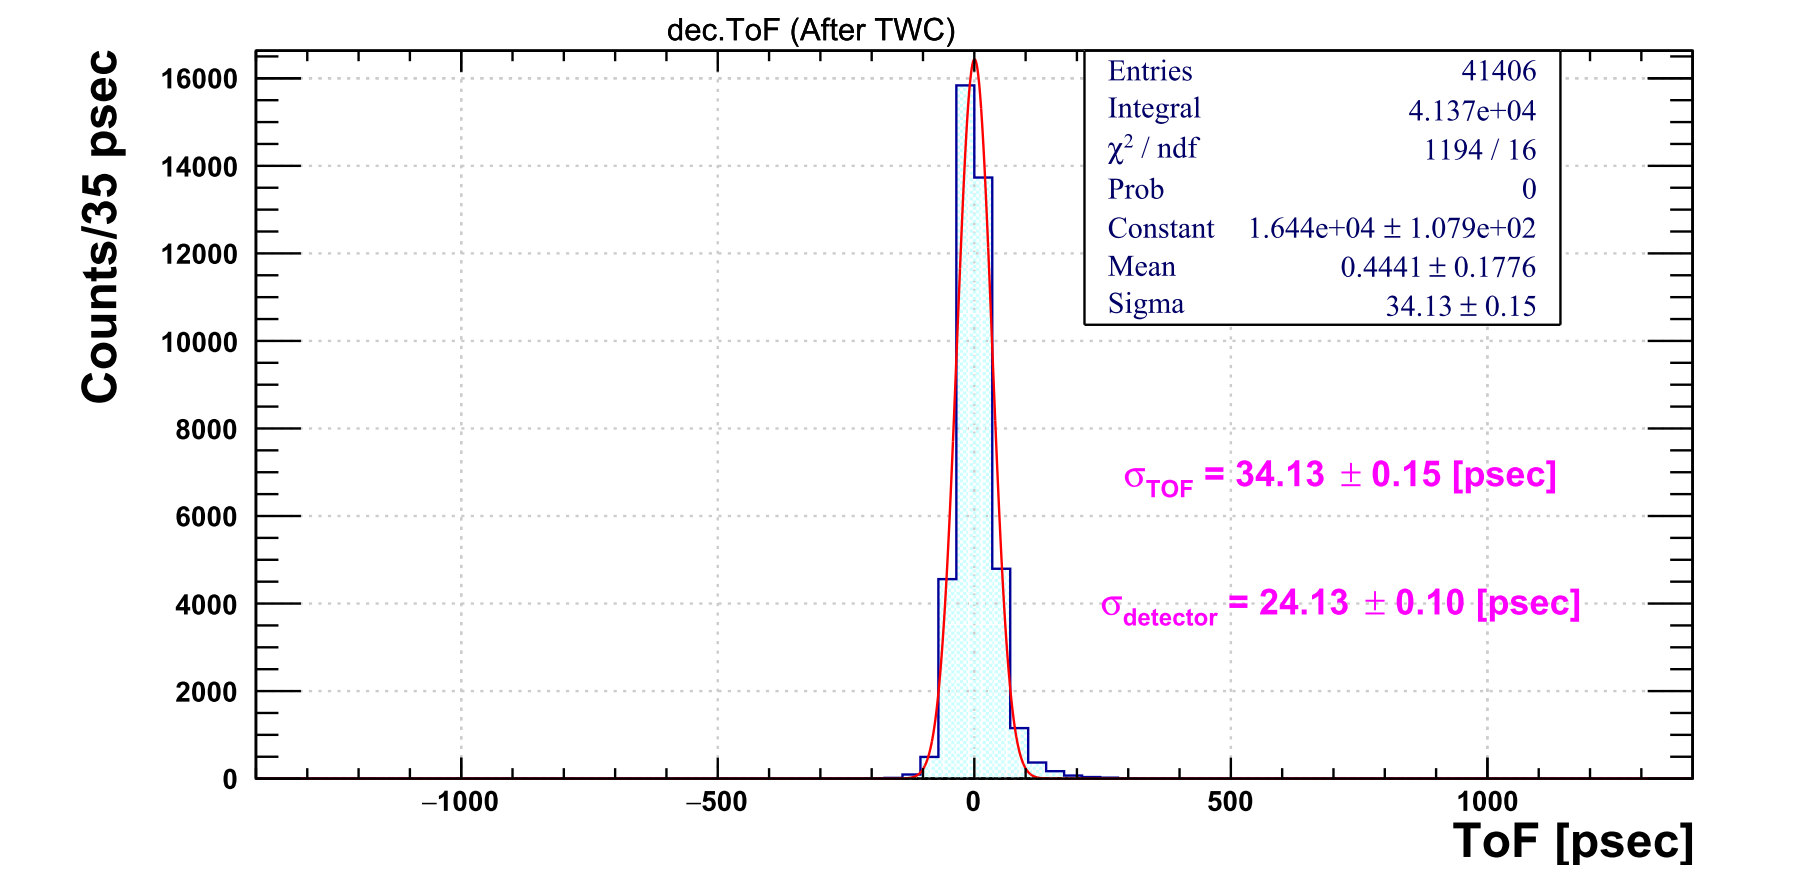 dec.ToF (After TWC)
Counts/35 psec
16000
14000
12000
10000
8000
6000
4000
2000
0
Entries 41406
Integral 4.137e+04
χ² / ndf 1194 / 16
Prob 0
Constant 1.644e+04 ± 1.079e+02
Mean 0.4441 ± 0.1776
Sigma 34.13 ± 0.15
σTOF = 34.13 ± 0.15 [psec]
σdetector = 24.13 ± 0.10 [psec]
−1000 −500 0 500 1000
ToF [psec]